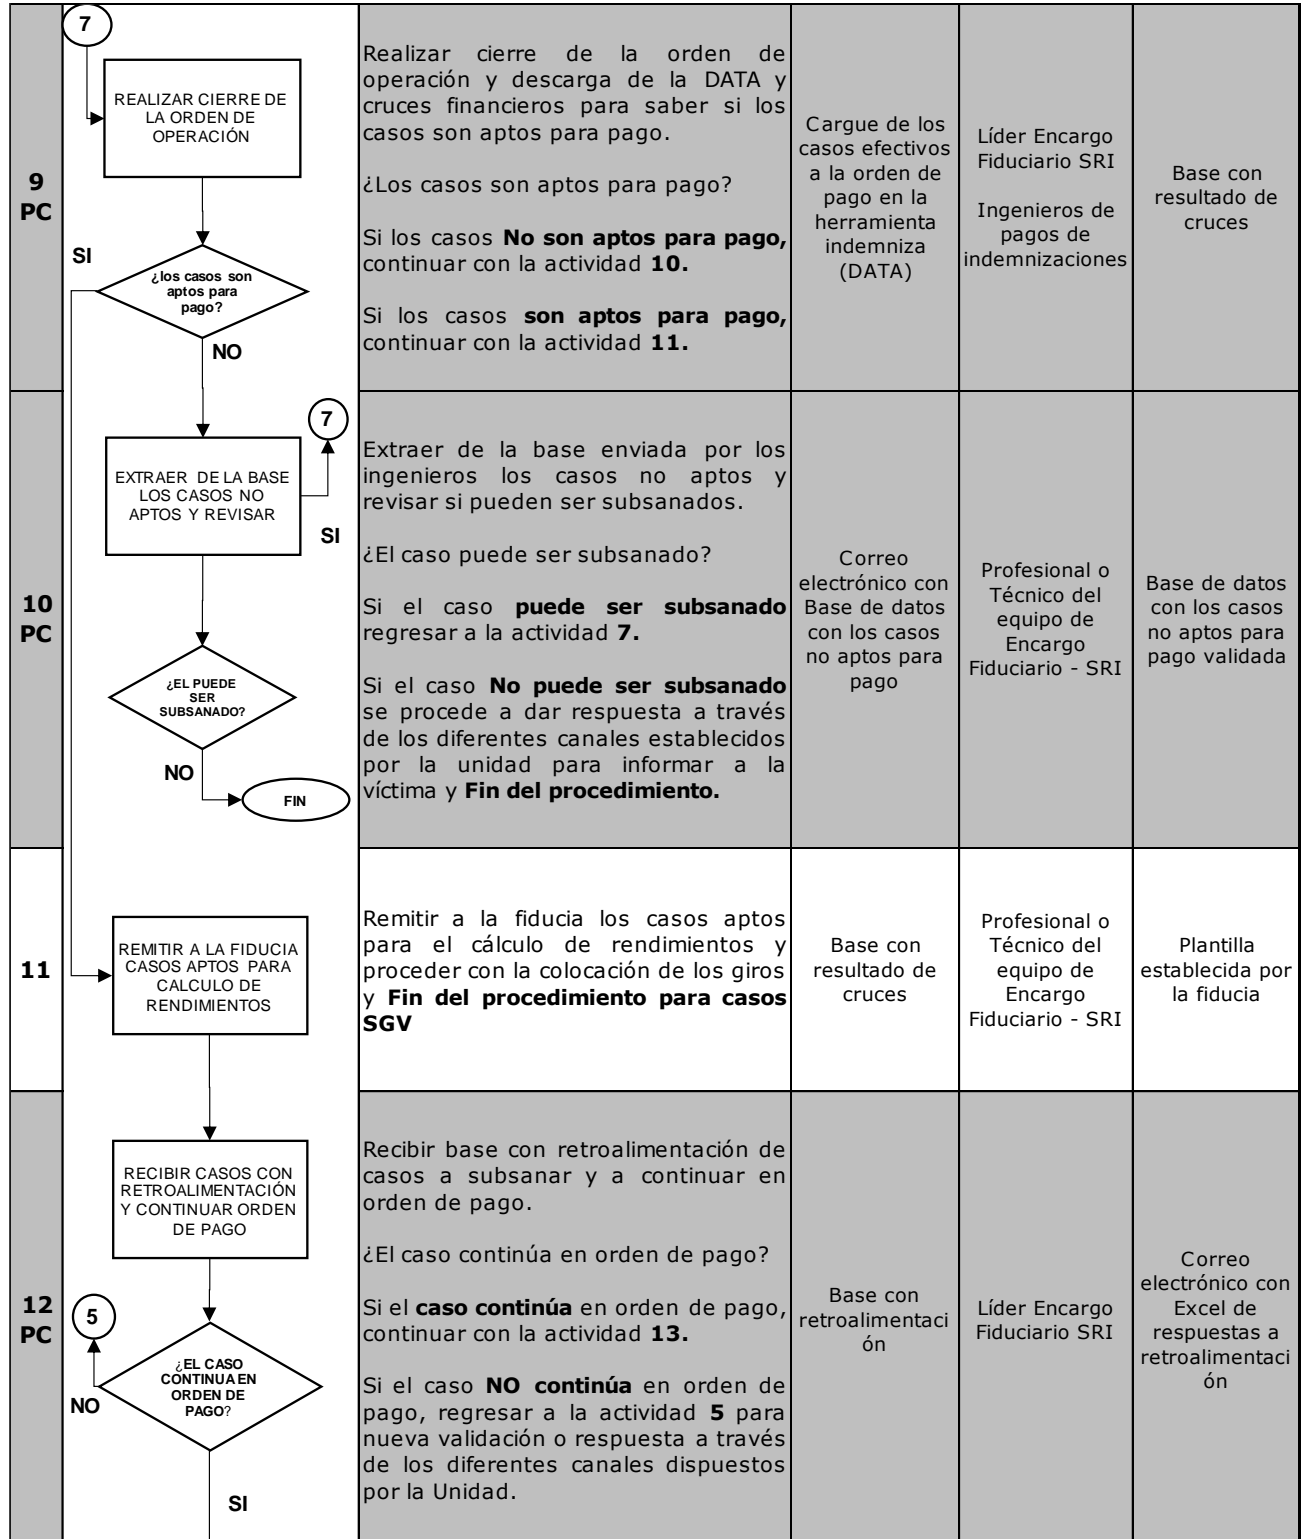 7
REALIZAR CIERRE DE
LA ORDEN DE
OPERACIÓN
SI
¿los casos son
aptos para
pago?
NO
9
PC
Realizar cierre de la orden de
operación y descarga de la DATA y
cruces financieros para saber si los
casos son aptos para pago.
¿Los casos son aptos para pago?
Si los casos No son aptos para pago,
continuar con la actividad 10.
Si los casos son aptos para pago,
continuar con la actividad 11.
Cargue de los
casos efectivos
a la orden de
pago en la
herramienta
indemniza
(DATA)
Líder Encargo
Fiduciario SRI
Ingenieros de
pagos de
indemnizaciones
Base con
resultado de
cruces
10
PC
7
EXTRAER DE LA BASE
LOS CASOS NO
APTOS Y REVISAR
SI
¿EL PUEDE
SER
SUBSANADO?
NO
FIN
Extraer de la base enviada por los
ingenieros los casos no aptos y
revisar si pueden ser subsanados.
¿El caso puede ser subsanado?
Si el caso puede ser subsanado
regresar a la actividad 7.
Si el caso No puede ser subsanado
se procede a dar respuesta a través
de los diferentes canales establecidos
por la unidad para informar a la
víctima y Fin del procedimiento.
Correo
electrónico con
Base de datos
con los casos
no aptos para
pago
Profesional o
Técnico del
equipo de
Encargo
Fiduciario - SRI
Base de datos
con los casos
no aptos para
pago validada
11
REMITIR A LA FIDUCIA
CASOS APTOS PARA
CALCULO DE
RENDIMIENTOS
Remitir a la fiducia los casos aptos
para el cálculo de rendimientos y
proceder con la colocación de los giros
y Fin del procedimiento para casos
SGV
Base con
resultado de
cruces
Profesional o
Técnico del
equipo de
Encargo
Fiduciario - SRI
Plantilla
establecida por
la fiducia
12
PC
RECIBIR CASOS CON
RETROALIMENTACIÓN
Y CONTINUAR ORDEN
DE PAGO
5
¿EL CASO
CONTINUA EN
ORDEN DE
PAGO?
NO
SI
Recibir base con retroalimentación de
casos a subsanar y a continuar en
orden de pago.
¿El caso continúa en orden de pago?
Si el caso continúa en orden de pago,
continuar con la actividad 13.
Si el caso NO continúa en orden de
pago, regresar a la actividad 5 para
nueva validación o respuesta a través
de los diferentes canales dispuestos
por la Unidad.
Base con
retroalimentaci
ón
Líder Encargo
Fiduciario SRI
Correo
electrónico con
Excel de
respuestas a
retroalimentaci
ón